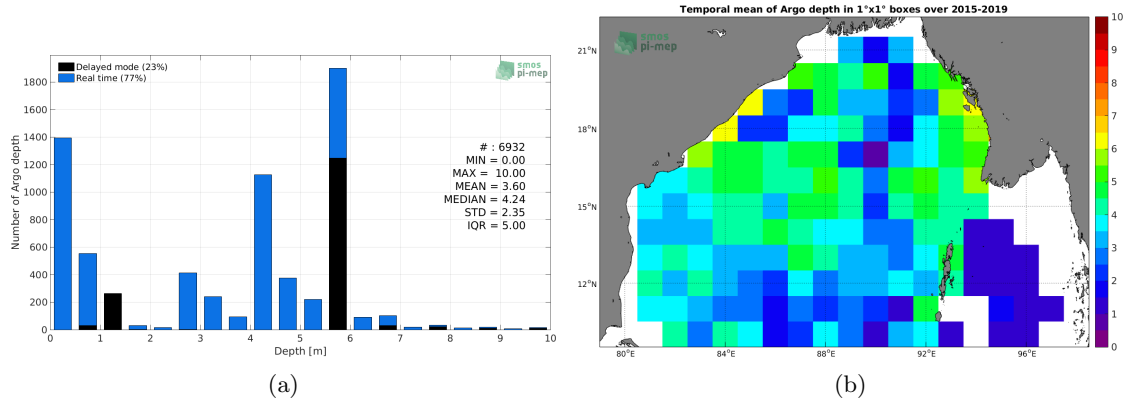 Delayed mode (23%)
Real time (77%)
smos
pi-mep
Number of Argo depth
1800
1600
1400
1200
1000
800
600
400
200
0
# : 6932
MIN = 0.00
MAX = 10.00
MEAN = 3.60
MEDIAN = 4.24
STD = 2.35
IQR = 5.00
0 1 2 3 4 5 6 7 8 9 10
Depth [m]
(a)
Temporal mean of Argo depth in 1°x1° boxes over 2015-2019
smos
pi-mep
21°N
18°N
15°N
12°N
80°E 84°E 88°E 92°E 96°E
10
9
8
7
6
5
4
3
2
1
0
(b)